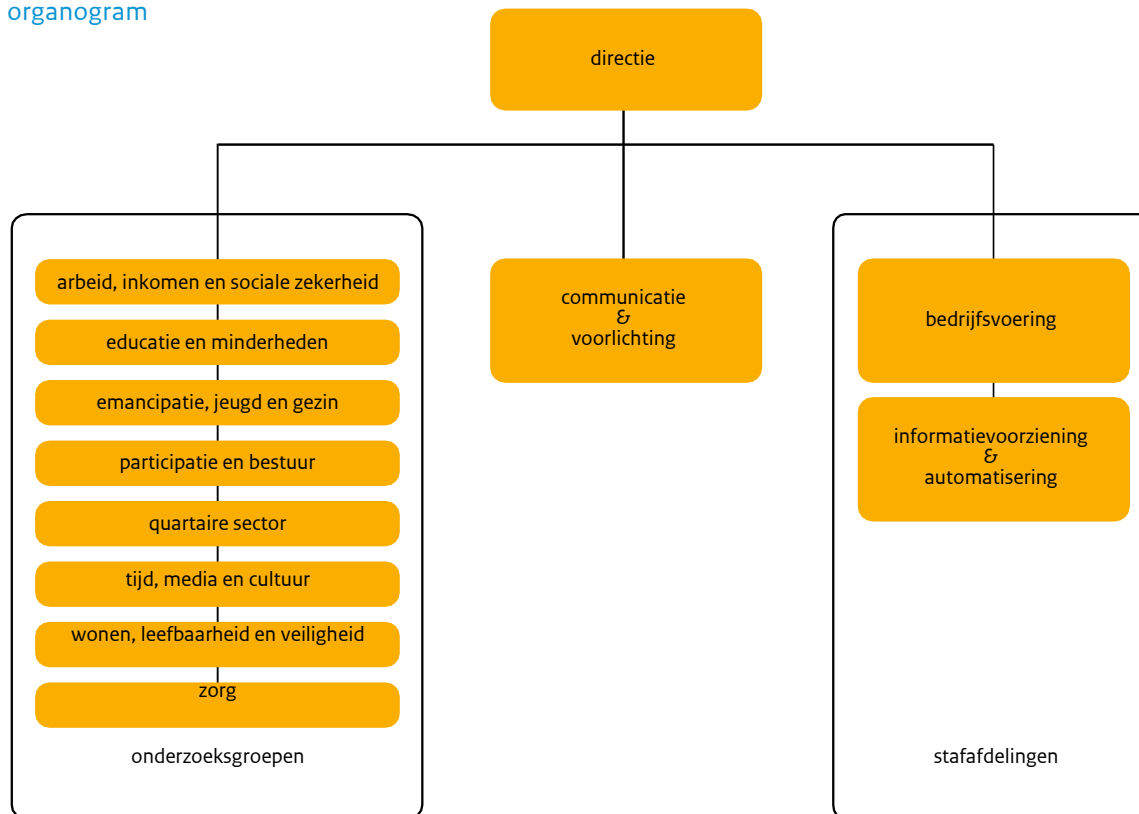 organogram
directie
arbeid, inkomen en sociale zekerheid
educatie en minderheden
emancipatie, jeugd en gezin
participatie en bestuur
quartaire sector
tijd, media en cultuur
wonen, leefbaarheid en veiligheid
zorg
onderzoeksgroepen
communicatie
&
voorlichting
bedrijfsvoering
informatievoorziening
&
automatisering
stafafdelingen